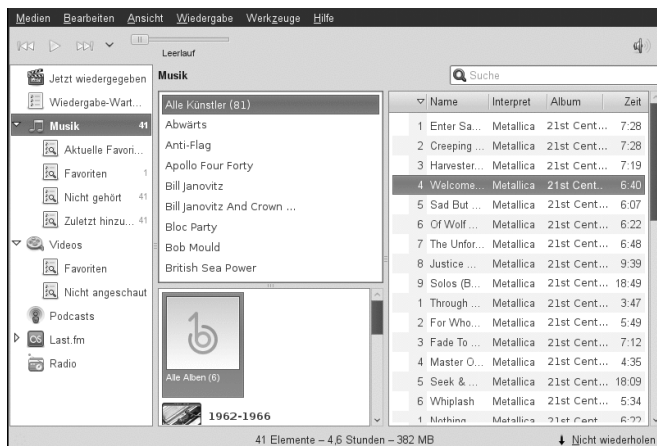 Medien Bearbeiten Ansicht Wiedergabe Werkzeuge Hilfe
Leerlauf
Jetzt wiedergegeben
Wiedergabe-Wart...
Musik 41
Aktuelle Favori...
Favoriten 1
Nicht gehört 41
Zuletzt hinzu... 41
Videos
Favoriten
Nicht angeschaut
Podcasts
Last.fm
Radio
Musik
Suche
Alle Künstler (81)
Abwärts
Anti-Flag
Apollo Four Forty
Bill Janovitz
Bill Janovitz And Crown ...
Bloc Party
Bob Mould
British Sea Power
Alle Alben (6)
1962-1966
Name Interpret Album Zeit
1 Enter Sa... Metallica 21st Cent... 7:28
2 Creeping ... Metallica 21st Cent... 7:28
3 Harvester... Metallica 21st Cent... 7:19
4 Welcome... Metallica 21st Cent.. 6:40
5 Sad But ... Metallica 21st Cent... 6:07
6 Of Wolf ... Metallica 21st Cent... 6:22
7 The Unfor... Metallica 21st Cent... 6:48
8 Justice ... Metallica 21st Cent... 9:39
9 Solos (B... Metallica 21st Cent... 18:49
1 Through ... Metallica 21st Cent... 3:47
2 For Who... Metallica 21st Cent... 5:49
3 Fade To ... Metallica 21st Cent... 7:12
4 Master O... Metallica 21st Cent... 4:35
5 Seek & ... Metallica 21st Cent... 18:09
6 Whiplash Metallica 21st Cent... 5:34
1 Nothing Metallica 21st Cent... 6:22
41 Elemente – 4,6 Stunden – 382 MB
Nicht wiederholen